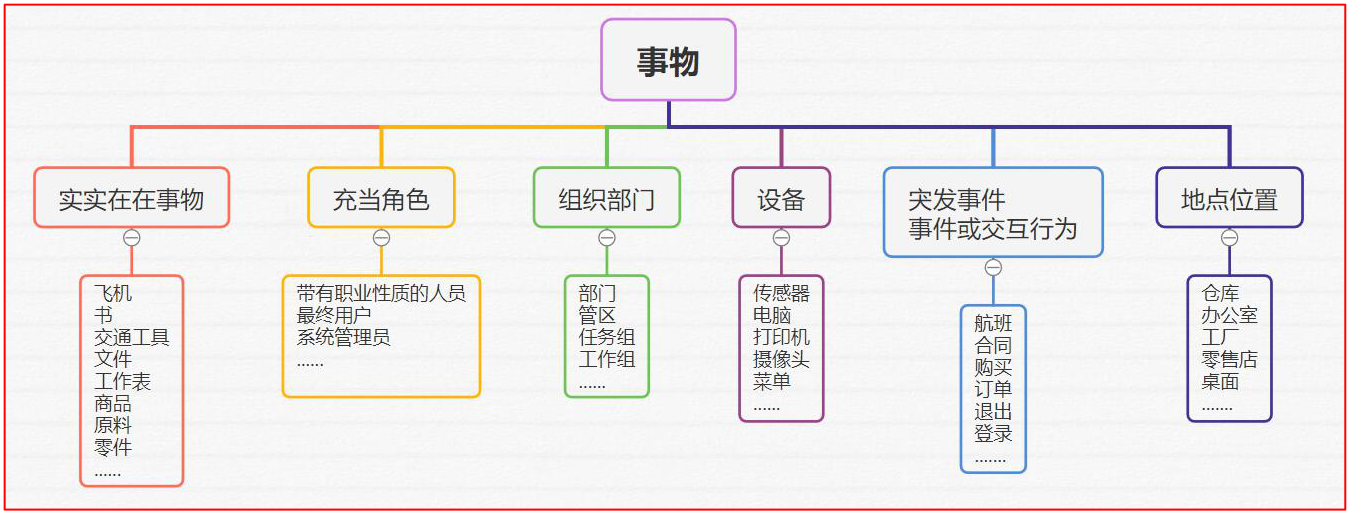 事物
实实在在事物
飞机
书
交通工具
文件
工作表
商品
原料
零件
......
充当角色
带有职业性质的人员
最终用户
系统管理员
......
组织部门
部门
管区
任务组
工作组
......
设备
传感器
电脑
打印机
摄像头
菜单
......
突发事件
事件或交互行为
航班
合同
购买
订单
退出
登录
.......
地点位置
仓库
办公室
工厂
零售店
桌面
.......